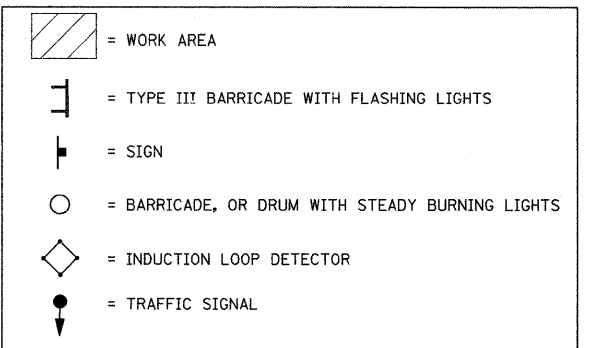 = WORK AREA
= TYPE III BARRICADE WITH FLASHING LIGHTS
= SIGN
= BARRICADE, OR DRUM WITH STEADY BURNING LIGHTS
= INDUCTION LOOP DETECTOR
= TRAFFIC SIGNAL